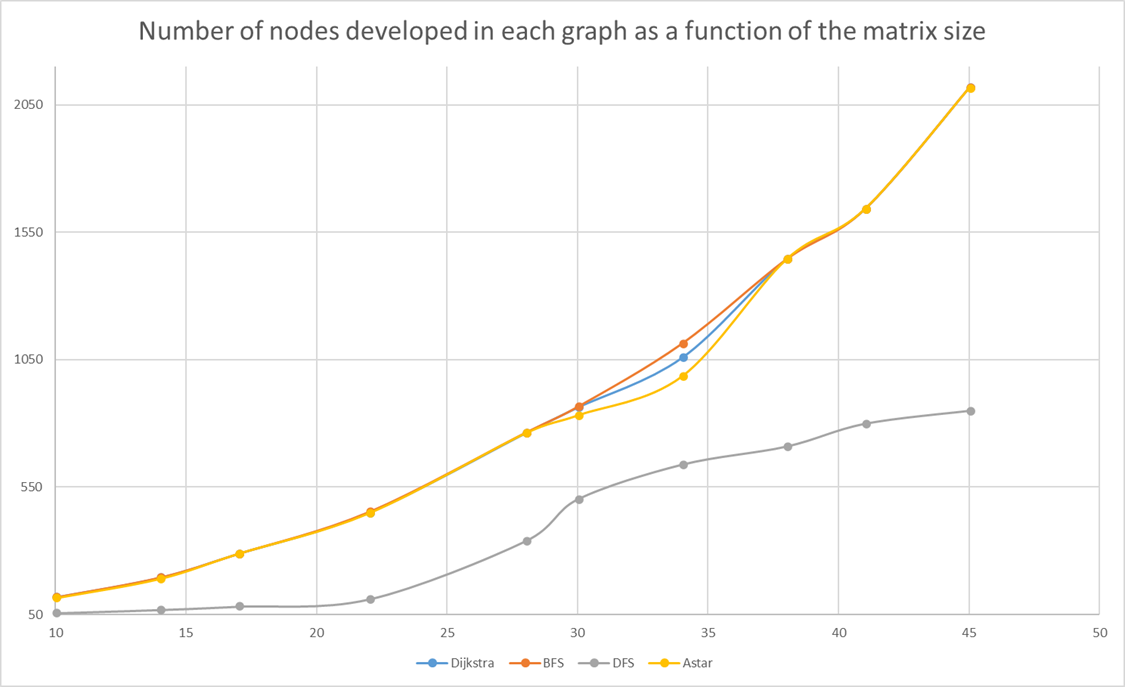 Number of nodes developed in each graph as a function of the matrix size
2050
1550
1050
550
50
10 15 20 25 30 35 40 45 50
Dijkstra BFS DFS Astar